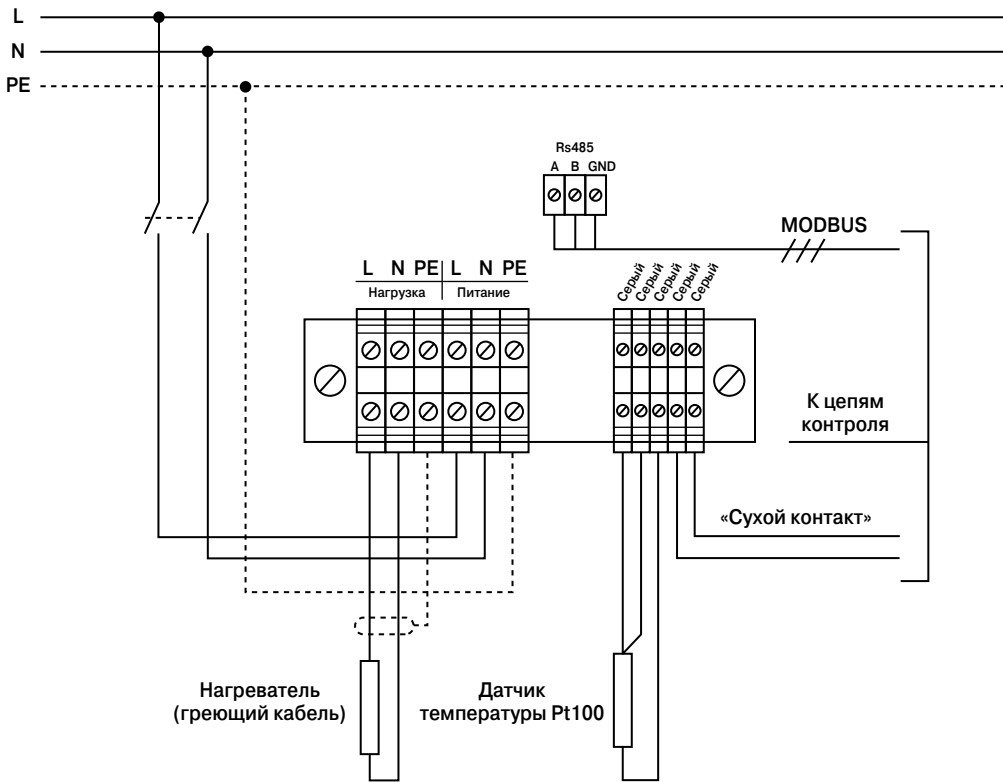 L
N
PE
Rs485
A B GND
MODBUS
L N PE L N PE
Нагрузка Питание
Серый Серый Серый Серый Серый
К цепям
контроля
«Сухой контакт»
Нагреватель
(греющий кабель)
Датчик
температуры Pt100